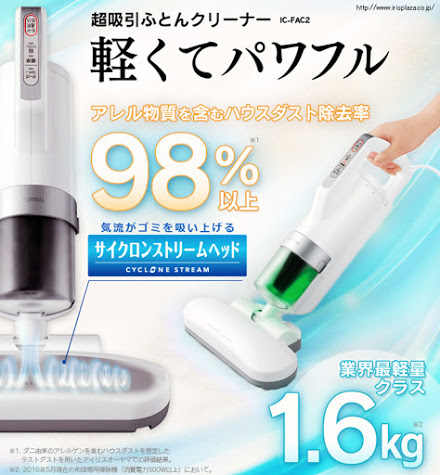 http://www.irisplaza.co.jp/
超吸引ふとんクリーナー IC-FAC2
軽くてパワフル
アレル物質を含むハウスダスト除去率
98%以上※1
気流がゴミを吸い上げる
サイクロンストリームヘッド
CYCLONE STREAM
業界最軽量
クラス
1.6kg※2
※1. ダニ由来のアレルゲンを含むハウスダストを想定した
テストダストを用いたアイリスオーヤマでの評価結果。
※2. 2016年5月現在の布団専用掃除機(消費電力300W以上)において。